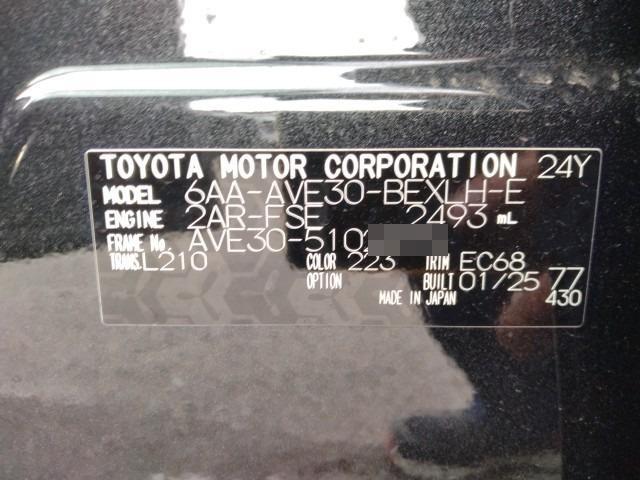 TOYOTA MOTOR CORPORATION 24Y
MODEL 6AA-AVE30-BEXLH-E
ENGINE 2AR-FSE 2493 mL
FRAME No. AVE30-510
TRANS. L210 COLOR 223 TRIM EC68
OPTION BUILT 01/25 77
MADE IN JAPAN 430